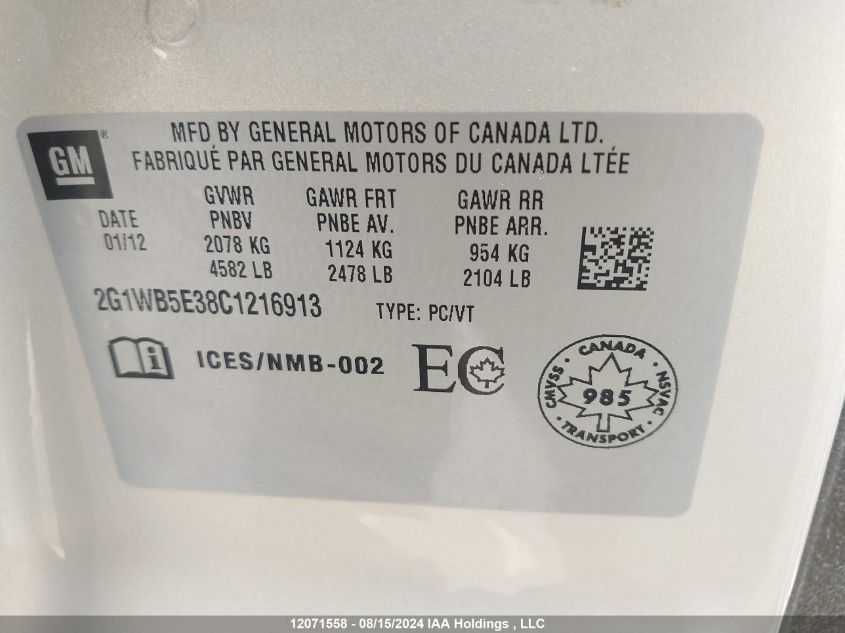 GM ®
MFD BY GENERAL MOTORS OF CANADA LTD.
FABRIQUÉ PAR GENERAL MOTORS DU CANADA LTÉE
DATE
01/12
GVWR
PNBV
2078 KG
4582 LB
GAWR FRT
PNBE AV.
1124 KG
2478 LB
GAWR RR
PNBE ARR.
954 KG
2104 LB
2G1WB5E38C1216913 TYPE: PC/VT
i ICES/NMB-002 EC
CANADA
CMVSS 985 NSVAC
TRANSPORT
12071558 - 08/15/2024 IAA Holdings , LLC